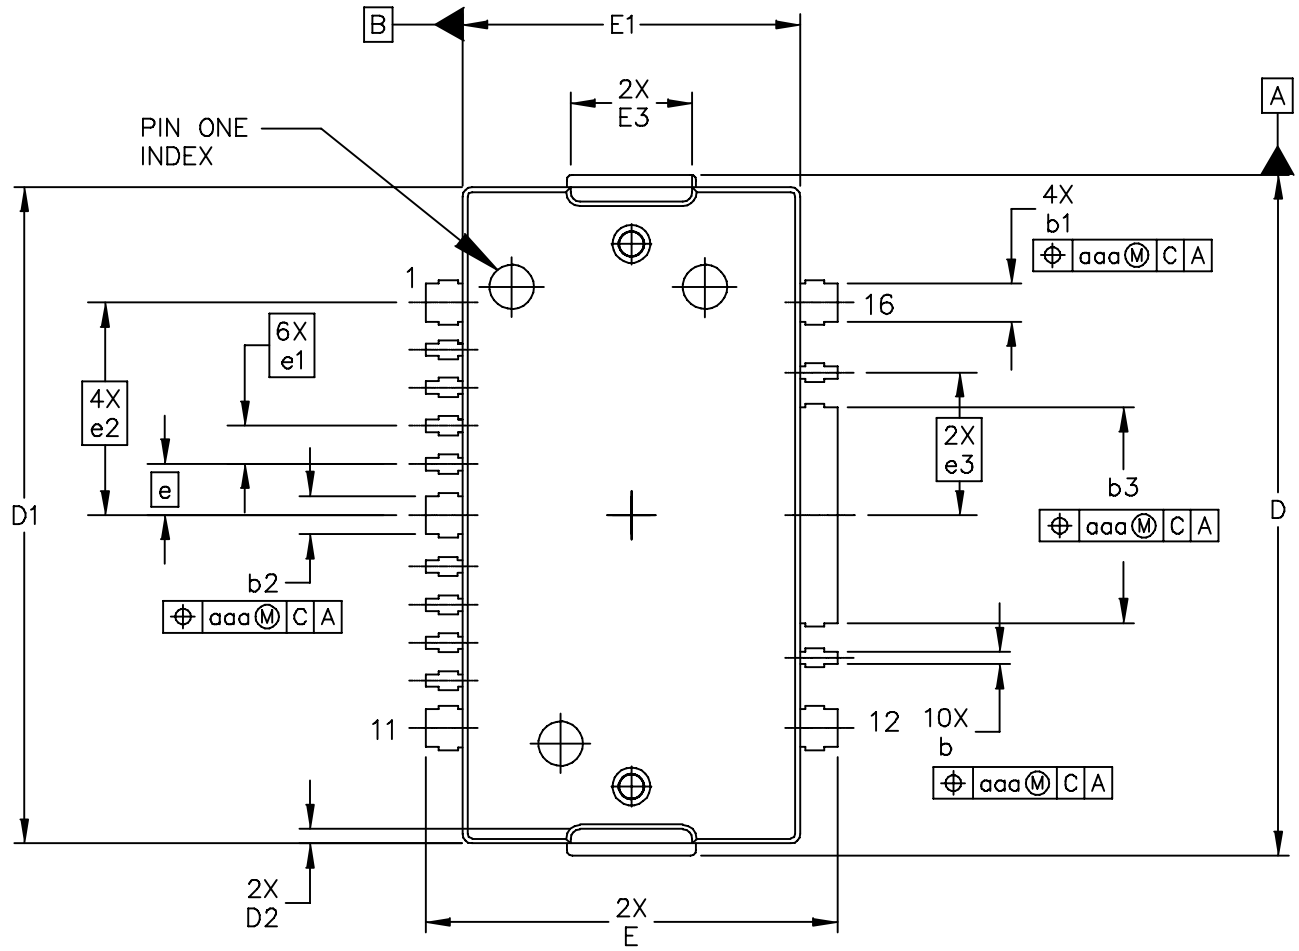 B
E1
2X
E3
A
PIN ONE
INDEX
4X
b1
⌖ aaa Ⓜ C A
1
16
6X
e1
4X
e2
2X
e3
e
b3
D1
D
⌖ aaa Ⓜ C A
b2
⌖ aaa Ⓜ C A
11
12
10X
b
⌖ aaa Ⓜ C A
2X
D2
2X
E